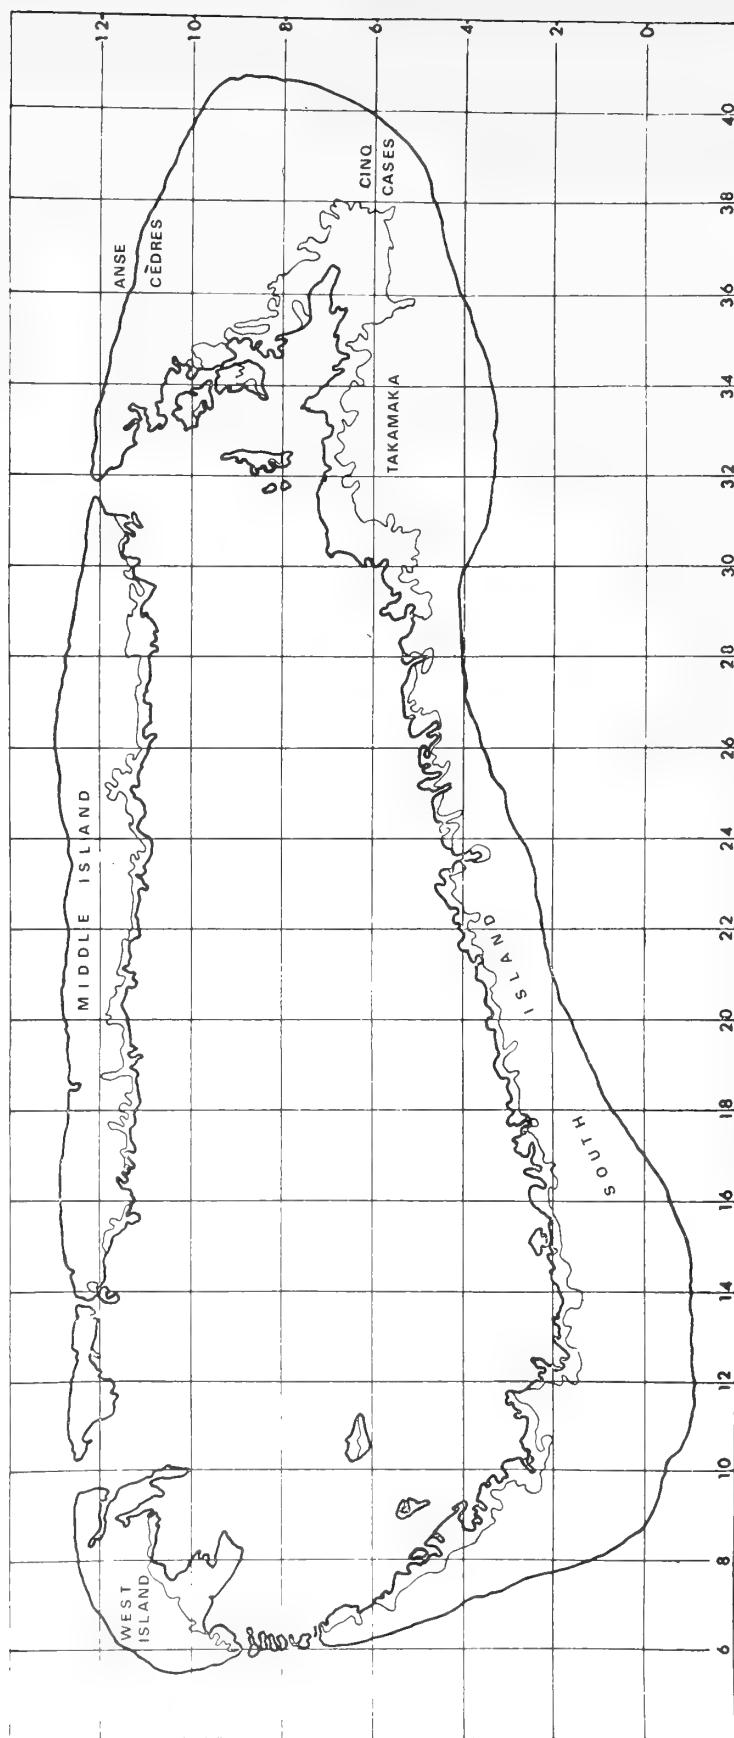 12
10
8
6
4
2
0
ANSE
CÈDRES
CINQ
CASES
TAKAMAKA
MIDDLE ISLAND
SOUTH ISLAND
WEST
ISLAND
40
38
36
34
32
30
28
26
24
22
20
18
16
14
12
10
8
6